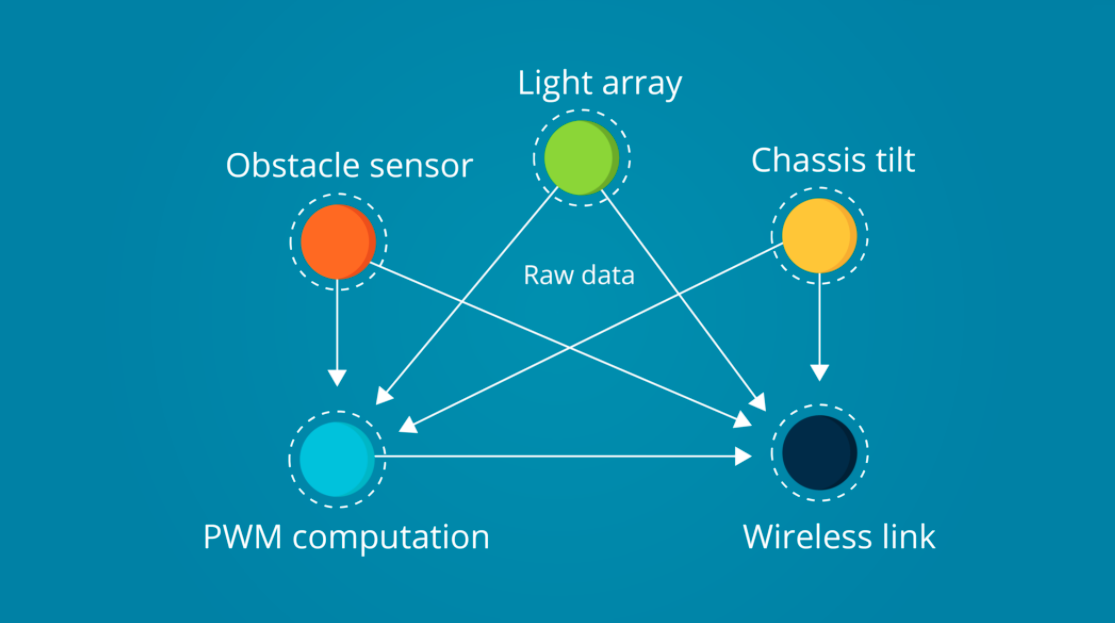 Light array
Obstacle sensor
Chassis tilt
Raw data
PWM computation
Wireless link